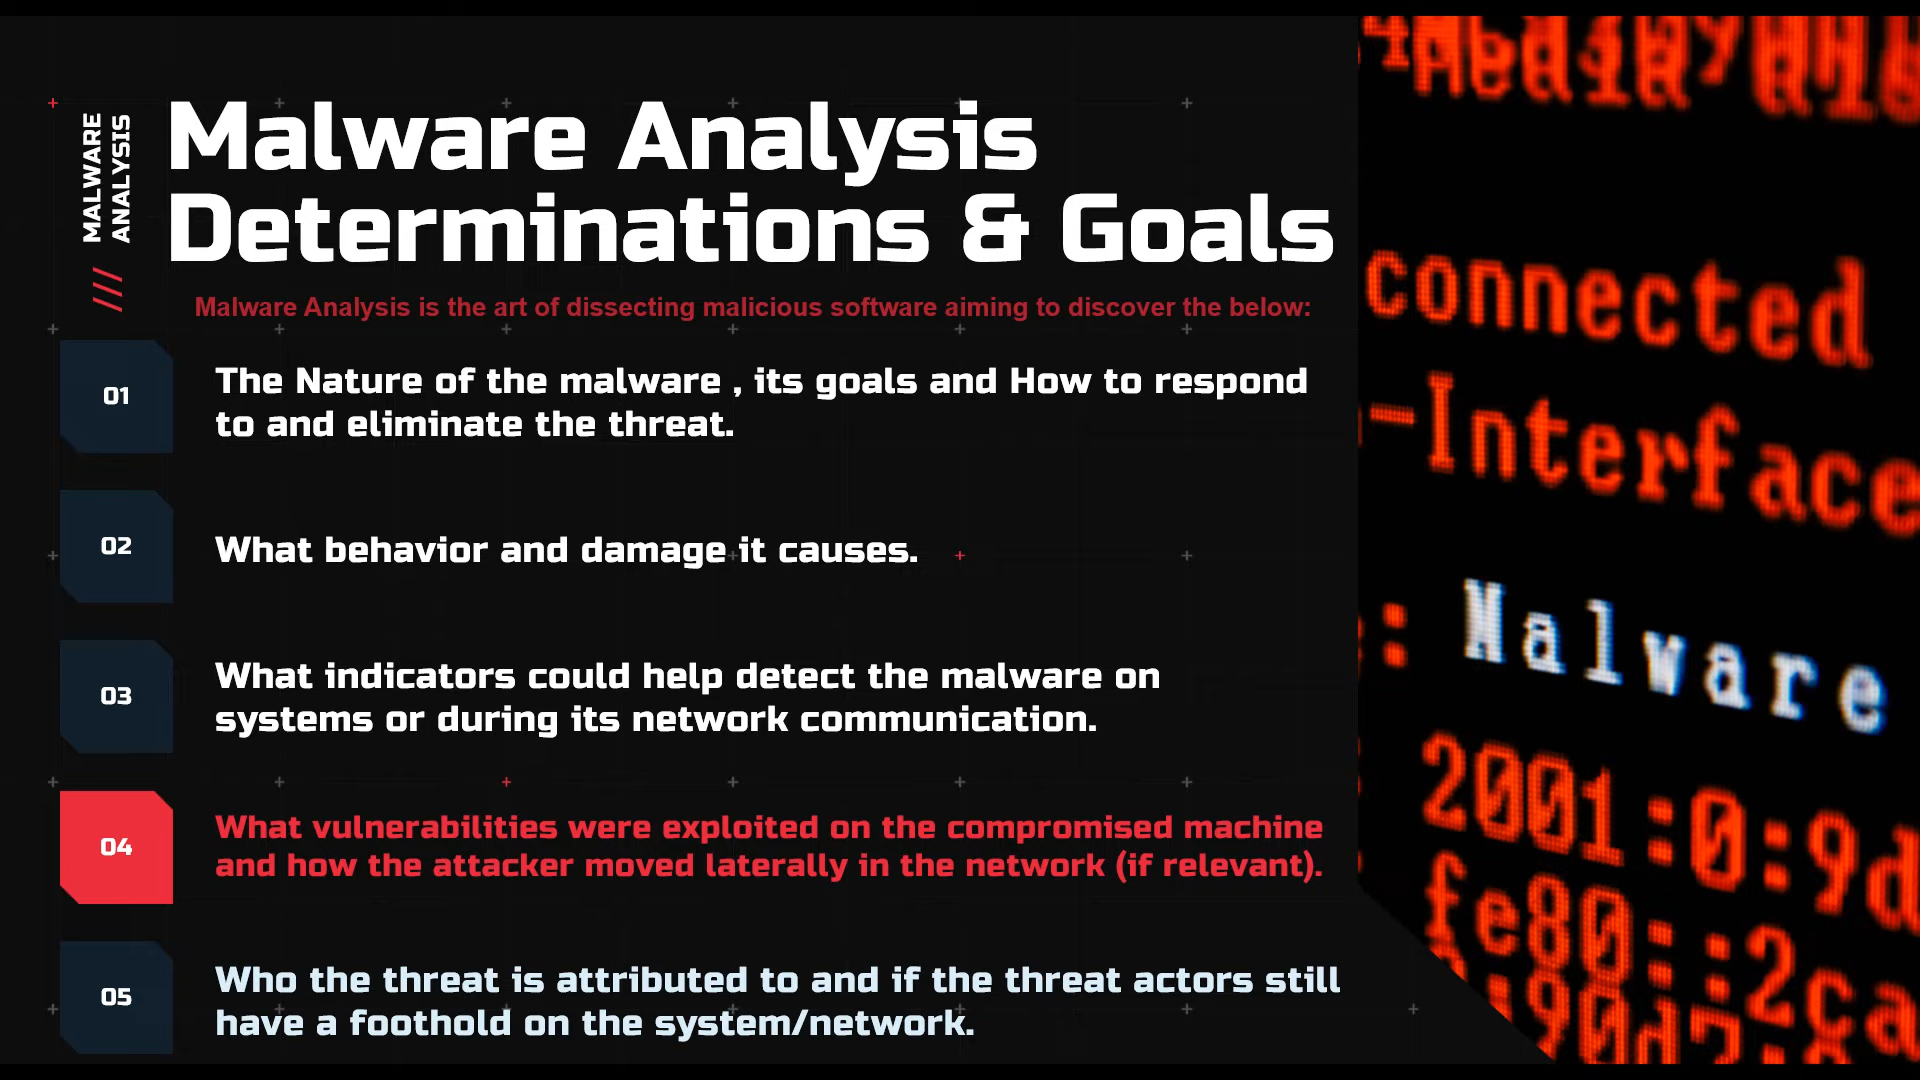 MALWARE
ANALYSIS
///
Malware Analysis
Determinations & Goals
Malware Analysis is the art of dissecting malicious software aiming to discover the below:
01
The Nature of the malware , its goals and How to respond
to and eliminate the threat.
02
What behavior and damage it causes.
03
What indicators could help detect the malware on
systems or during its network communication.
04
What vulnerabilities were exploited on the compromised machine
and how the attacker moved laterally in the network (if relevant).
05
Who the threat is attributed to and if the threat actors still
have a foothold on the system/network.
connected
-Interface
: Malware
2001:0:9d
fe80::2ca